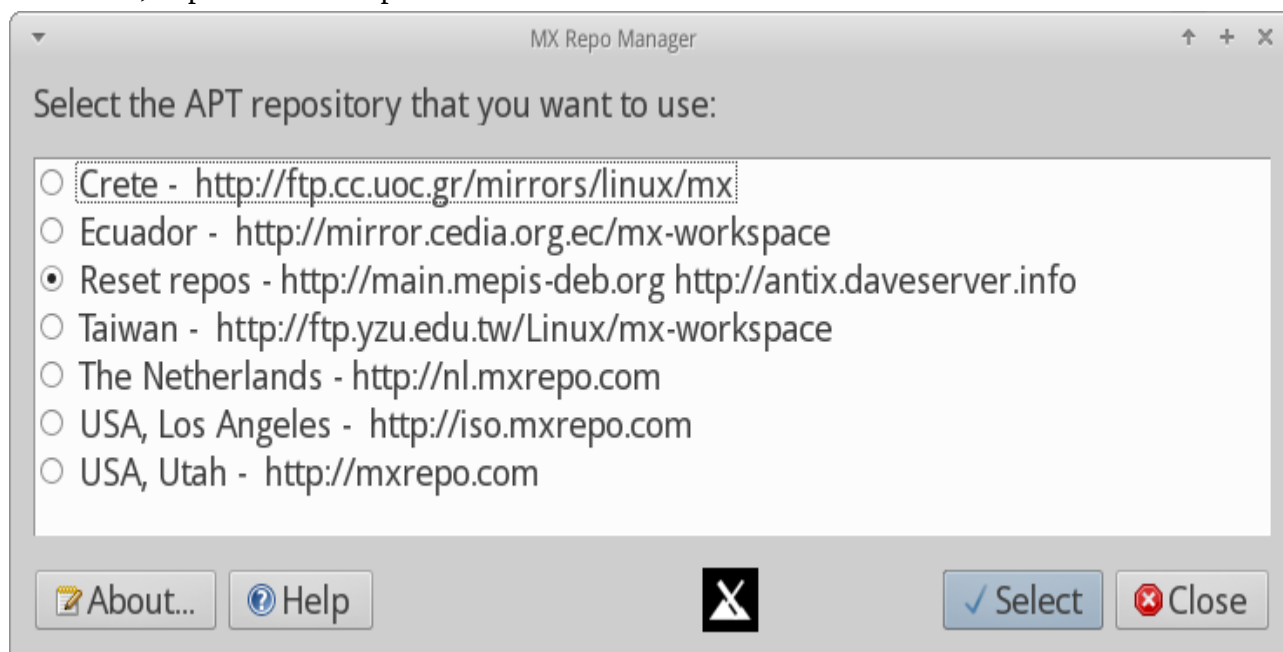 MX Repo Manager
Select the APT repository that you want to use:
Crete - http://ftp.cc.uoc.gr/mirrors/linux/mx
Ecuador - http://mirror.cedia.org.ec/mx-workspace
Reset repos - http://main.mepis-deb.org http://antix.daveserver.info
Taiwan - http://ftp.yzu.edu.tw/Linux/mx-workspace
The Netherlands - http://nl.mxrepo.com
USA, Los Angeles - http://iso.mxrepo.com
USA, Utah - http://mxrepo.com
About... Help Select Close